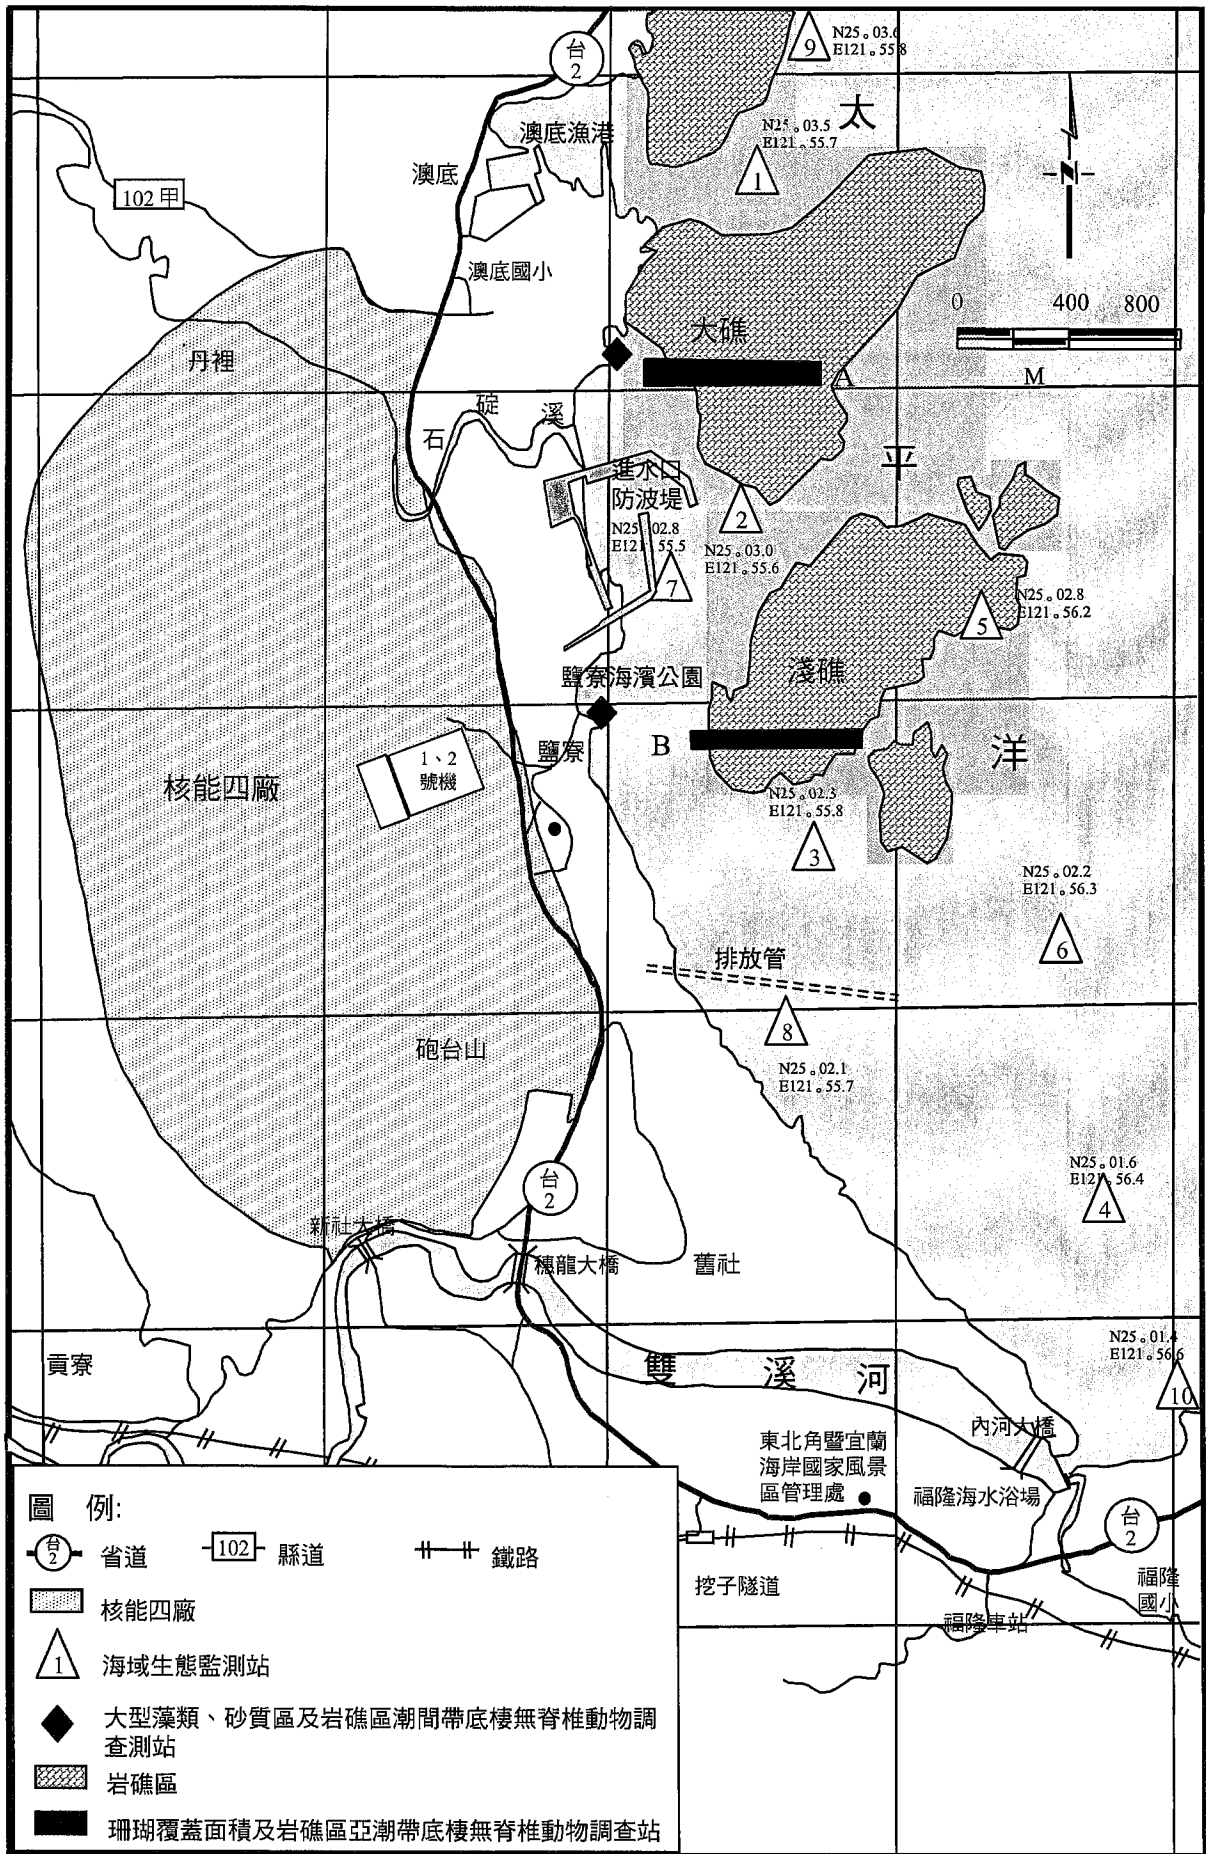 台
2
9
N25。03.6
E121。55.8
太
澳底漁港
N25。03.5
E121。55.7
1
澳底
102 甲
N
澳底國小
0 400 800
M
大礁
丹裡
A
石 碇 溪
平
進水口
防波堤
2
N25。02.8
E121。55.5
N25。03.0
E121。55.6
7
N25。02.8
E121。56.2
5
鹽寮海濱公園
淺礁
B
鹽寮
洋
1、2
號機
核能四廠
N25。02.3
E121。55.8
3
N25。02.2
E121。56.3
6
排放管
8
N25。02.1
E121。55.7
砲台山
N25。01.6
E121。56.4
4
台
2
新社大橋
穗龍大橋
舊社
N25。01.4
E121。56.6
10
貢寮
雙 溪 河
內河大橋
東北角暨宜蘭
海岸國家風景
區管理處
福隆海水浴場
台
2
挖子隧道
福隆
國小
福隆車站
圖 例:
台
2
省道
102
縣道
鐵路
核能四廠
1
海域生態監測站
大型藻類、砂質區及岩礁區潮間帶底棲無脊椎動物調
查測站
岩礁區
珊瑚覆蓋面積及岩礁區亞潮帶底棲無脊椎動物調查站